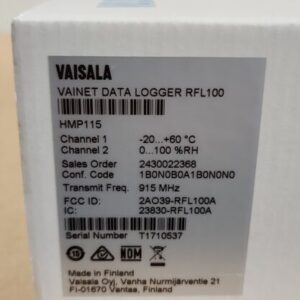 VAISALA
VAINET DATA LOGGER RFL100
HMP115
Channel 1 -20...+60 °C
Channel 2 0...100 %RH
Sales Order 2430022368
Conf. Code 1B0N0B0A1B0N0N0
Transmit Freq. 915 MHz
FCC ID: 2AO39-RFL100A
IC: 23830-RFL100A
Serial Number T1710537
NOM
Made in Finland
Vaisala Oyj, Vanha Nurmijärventie 21
FI-01670 Vantaa, Finland